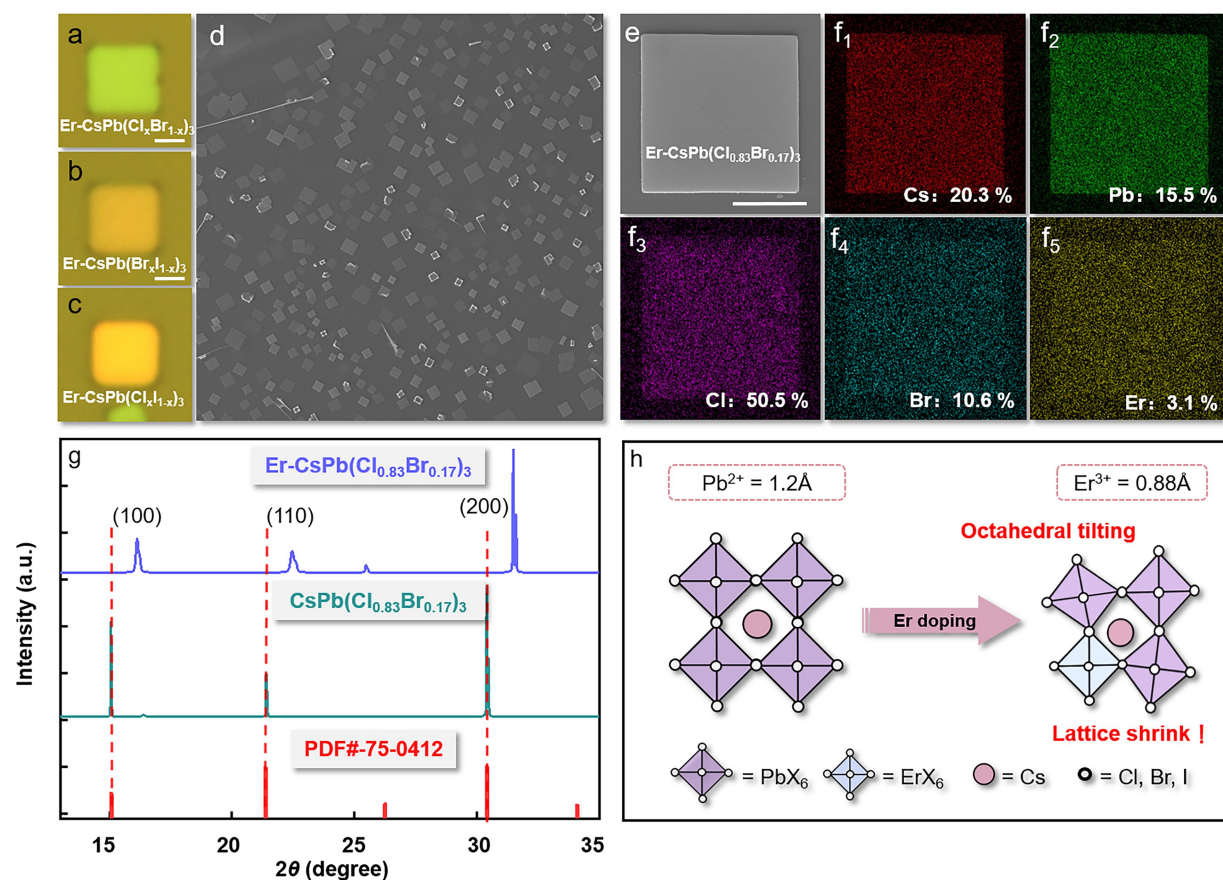 a
Er-CsPb(ClₓBr₁₋ₓ)₃
b
Er-CsPb(BrₓI₁₋ₓ)₃
c
Er-CsPb(ClₓI₁₋ₓ)₃
d
e
Er-CsPb(Cl₀.₈₃Br₀.₁₇)₃
f₁
Cs: 20.3 %
f₂
Pb: 15.5 %
f₃
Cl: 50.5 %
f₄
Br: 10.6 %
f₅
Er: 3.1 %
g
Er-CsPb(Cl₀.₈₃Br₀.₁₇)₃
(100)
(110)
(200)
CsPb(Cl₀.₈₃Br₀.₁₇)₃
PDF#-75-0412
Intensity (a.u.)
15 20 25 30 35
2θ (degree)
h
Pb²⁺ = 1.2Å
Er³⁺ = 0.88Å
Octahedral tilting
Er doping
Lattice shrink !
= PbX₆
= ErX₆
= Cs
= Cl, Br, I